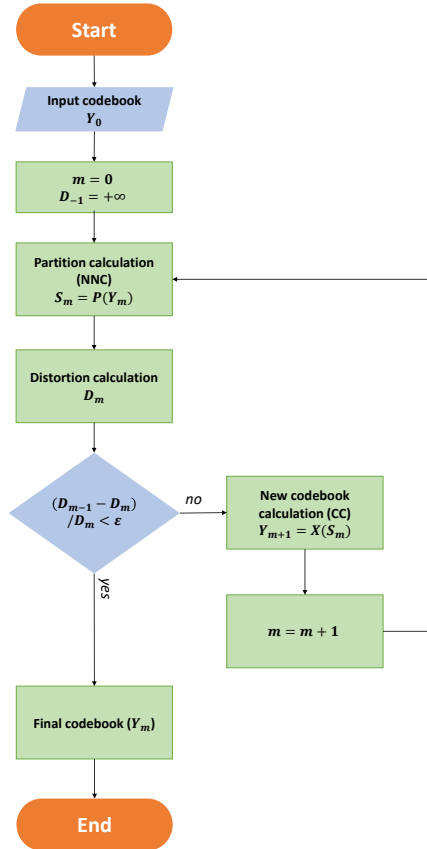 Start
Input codebook
Y₀
m = 0
D₋₁ = +∞
Partition calculation
(NNC)
Sₘ = P(Yₘ)
Distortion calculation
Dₘ
(Dₘ₋₁ − Dₘ)
/Dₘ < ε
no
New codebook
calculation (CC)
Yₘ₊₁ = X(Sₘ)
m = m + 1
yes
Final codebook (Yₘ)
End